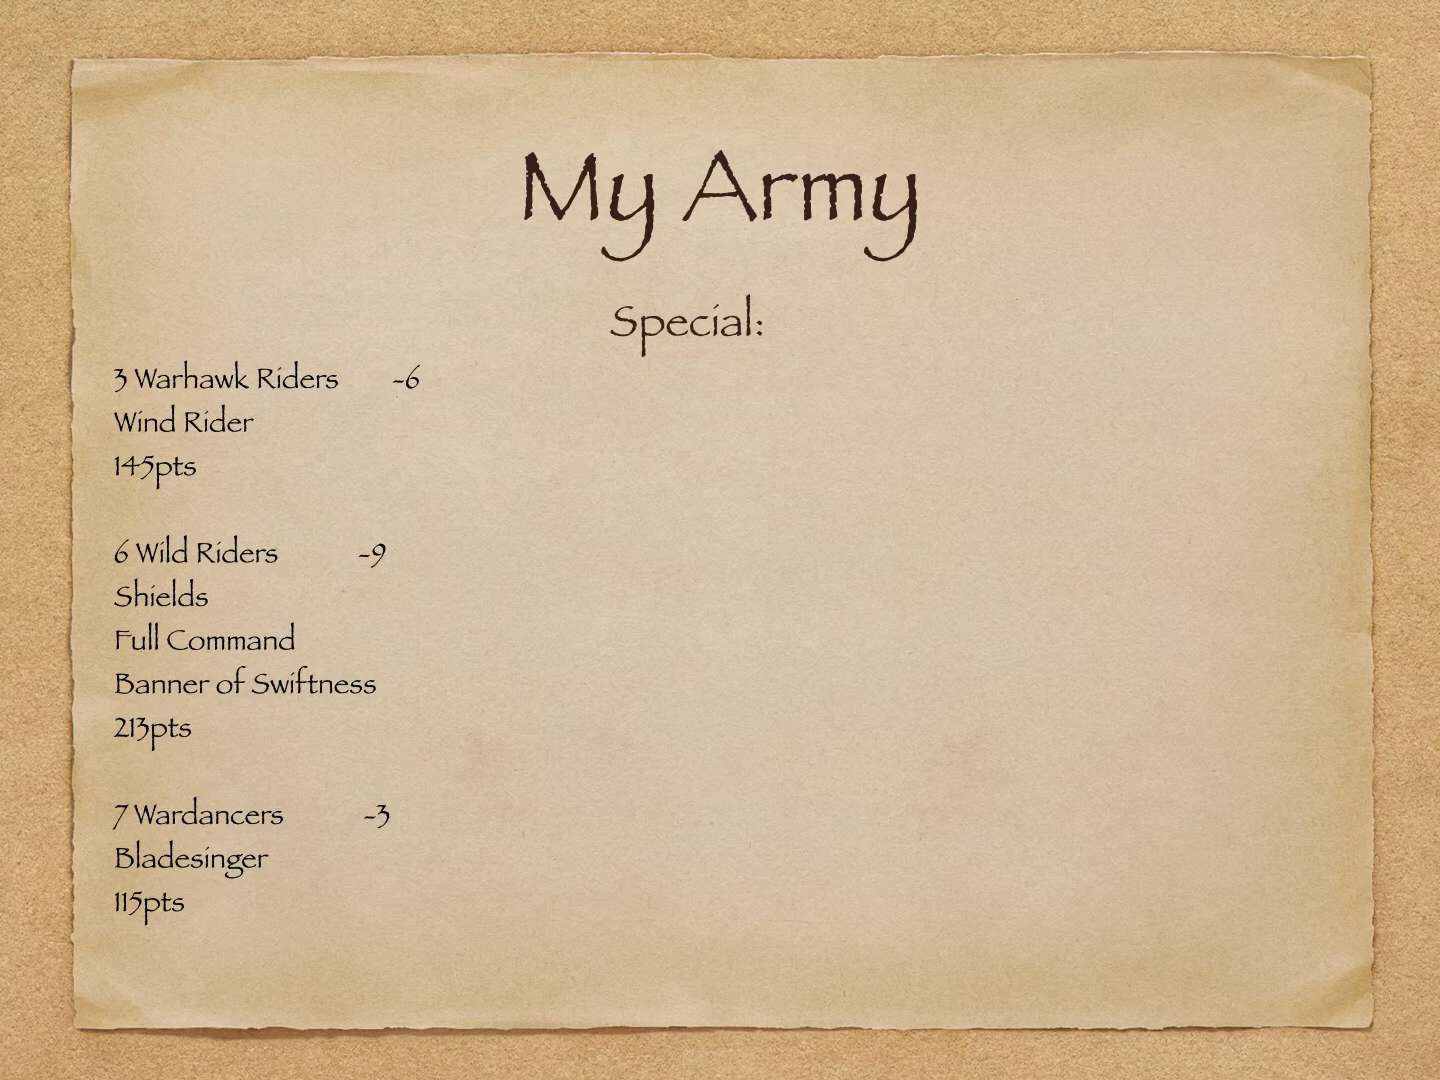 My Army
Special:
3 Warhawk Riders -6
Wind Rider
145pts
6 Wild Riders -9
Shields
Full Command
Banner of Swiftness
213pts
7 Wardancers -3
Bladesinger
115pts